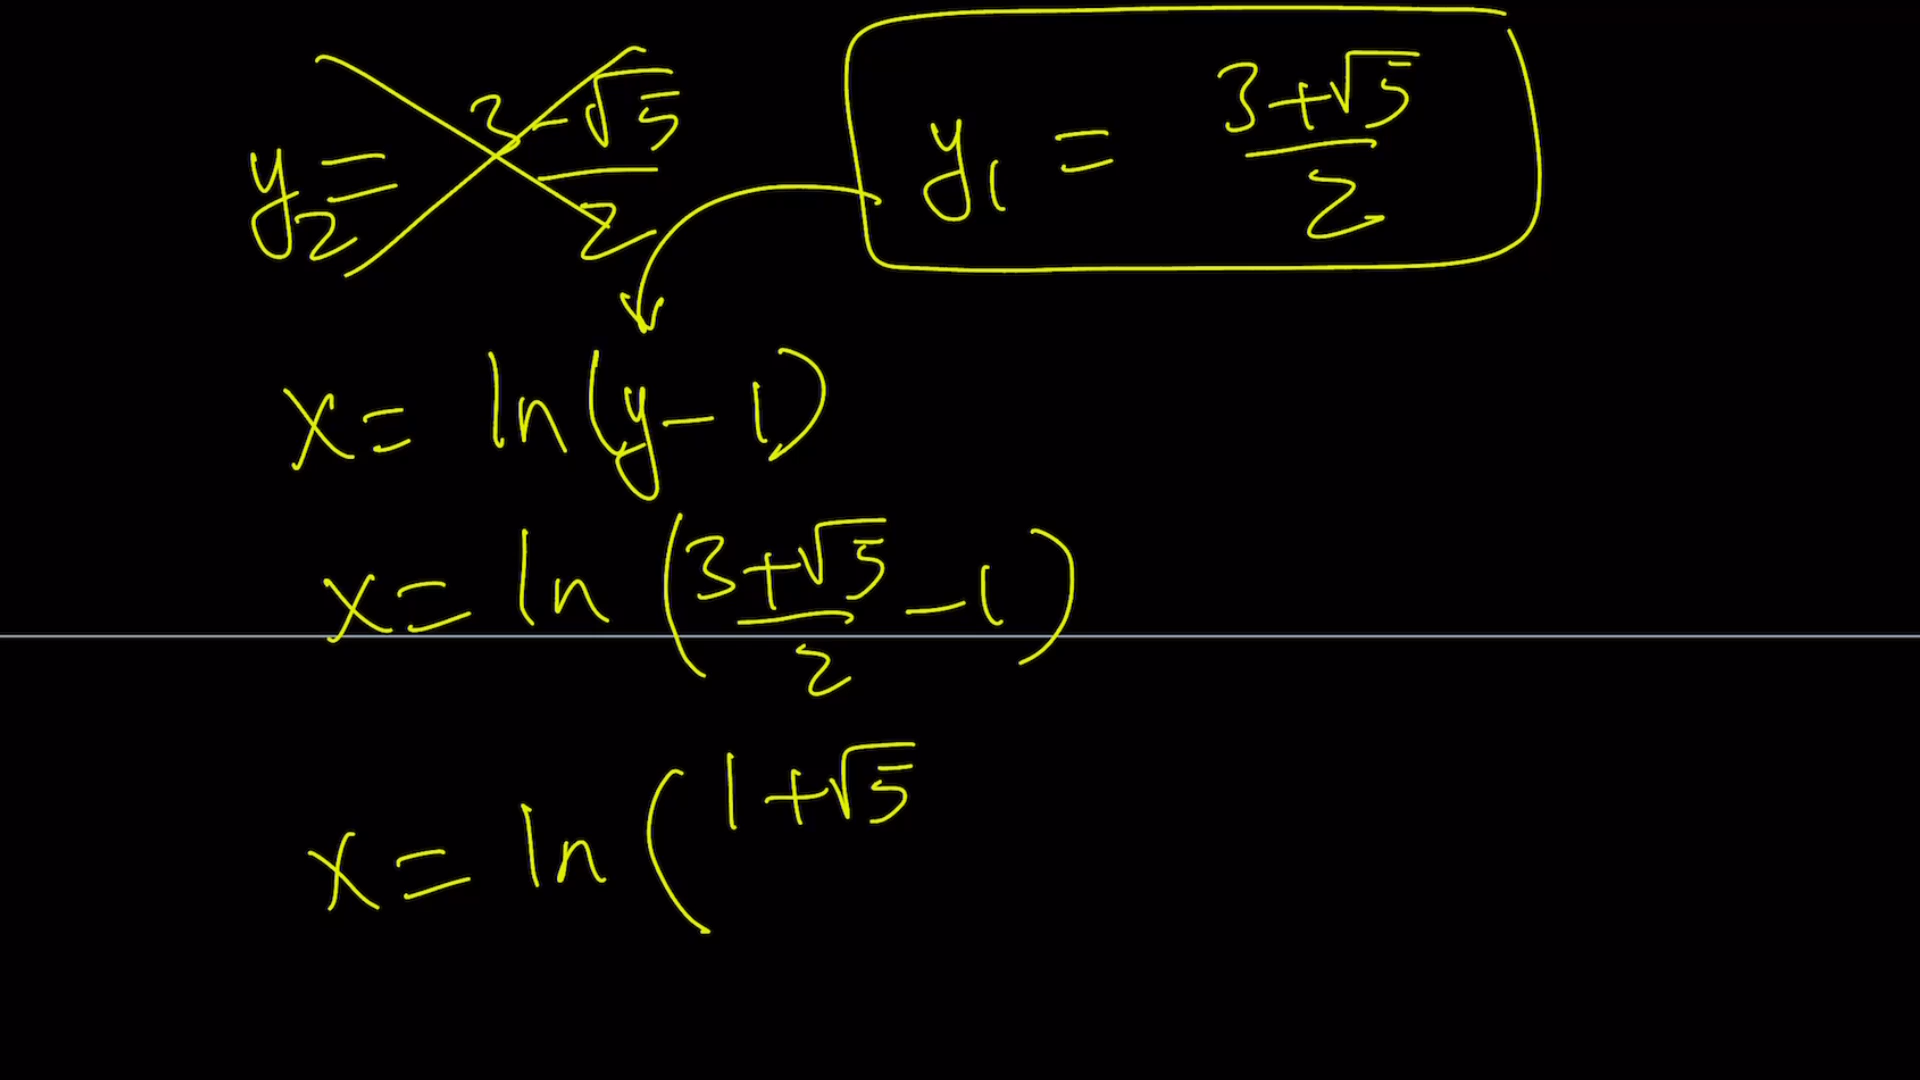 y₂ = (3-√5)/2 y₁ = (3+√5)/2
x = ln(y-1)
x = ln((3+√5)/2 - 1)
x = ln(1+√5